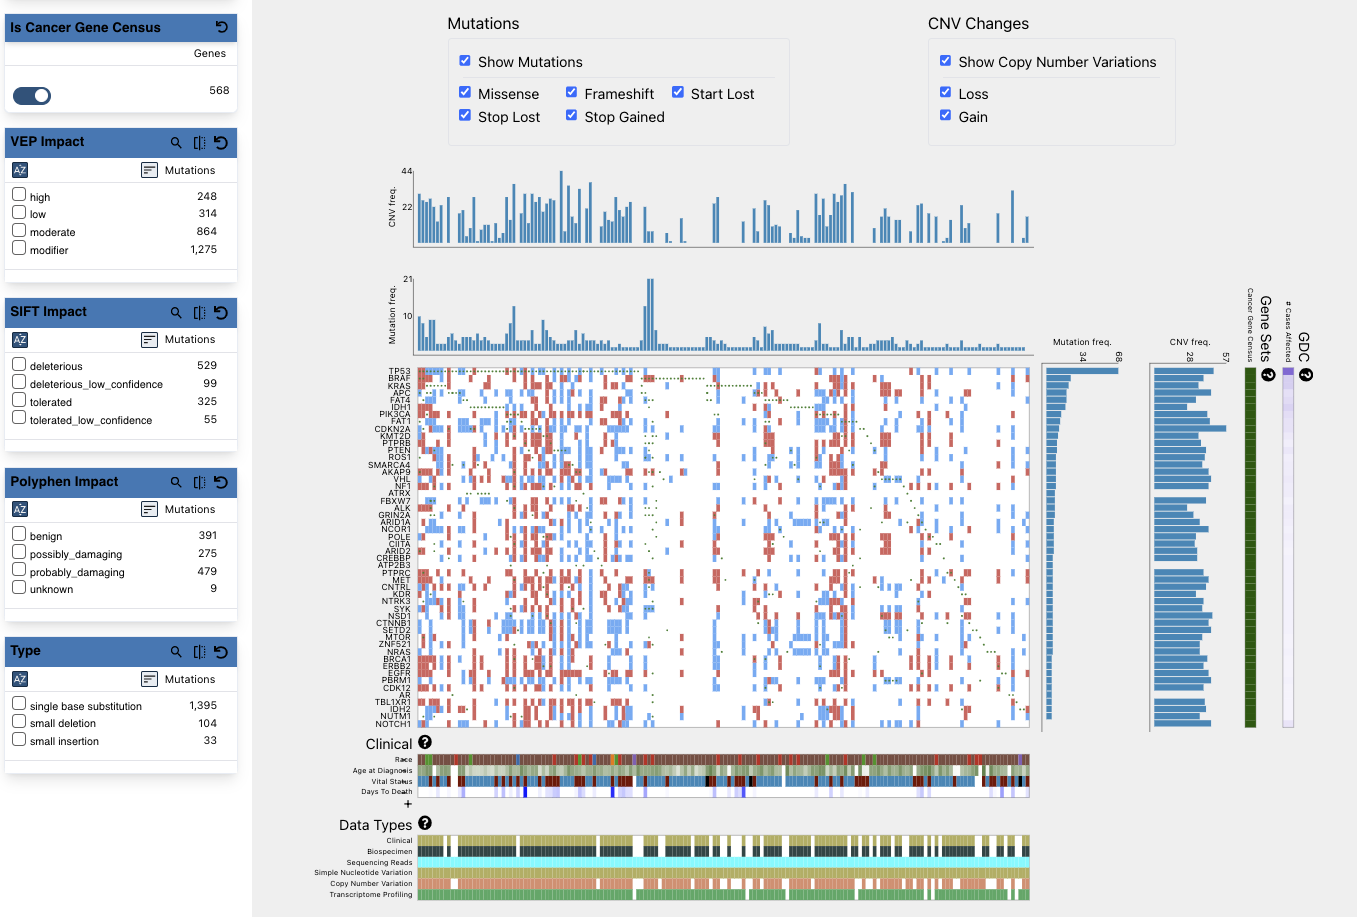 Is Cancer Gene Census
Genes
568
VEP Impact
AZ
Mutations
high 248
low 314
moderate 864
modifier 1,275
SIFT Impact
AZ
Mutations
deleterious 529
deleterious_low_confidence 99
tolerated 325
tolerated_low_confidence 55
Polyphen Impact
AZ
Mutations
benign 391
possibly_damaging 275
probably_damaging 479
unknown 9
Type
AZ
Mutations
single base substitution 1,395
small deletion 104
small insertion 33
Mutations
Show Mutations
Missense Frameshift Start Lost
Stop Lost Stop Gained
CNV Changes
Show Copy Number Variations
Loss
Gain
44
22
CNV freq.
21
10
Mutation freq.
Mutation freq.
34 68
CNV freq.
28 57
Cancer Gene Census
Gene Sets
?
# Cases Affected
GDC
?
TP53
BRAF
KRAS
APC
FAT4
IDH1
PIK3CA
FAT1
CDKN2A
KMT2D
PTPRB
PTEN
ROS1
SMARCA4
AKAP9
VHL
NF1
ATRX
FBXW7
ALK
GRIN2A
ARID1A
NCOR1
POLE
CIITA
ARID2
CREBBP
ATP2B3
PTPRC
MET
CNTRL
KDR
NTRK3
SYK
NSD1
CTNNB1
SETD2
MTOR
ZNF521
NRAS
BRCA1
ERBB2
EGFR
PBRM1
CDK12
AR
TBL1XR1
IDH2
NUTM1
NOTCH1
Clinical ?
Race
Age at Diagnosis
Vital Status
Days To Death
+
Data Types ?
Clinical
Biospecimen
Sequencing Reads
Simple Nucleotide Variation
Copy Number Variation
Transcriptome Profiling